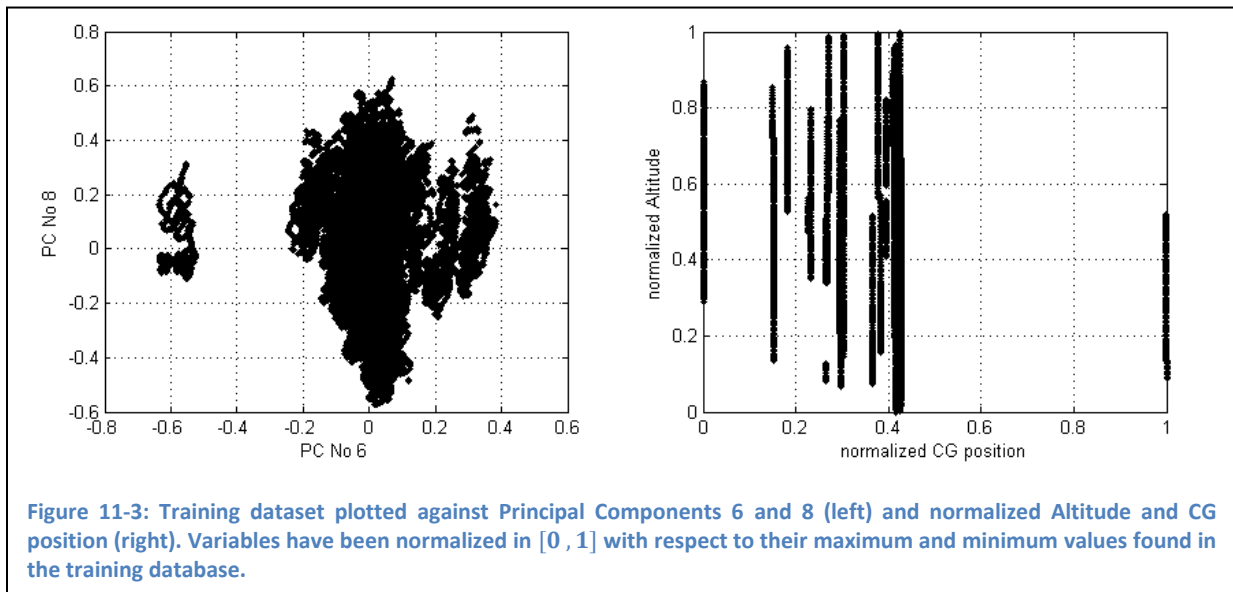 0.8
0.6
0.4
0.2
0
-0.2
-0.4
-0.6
PC No 8
-0.8 -0.6 -0.4 -0.2 0 0.2 0.4 0.6
PC No 6
1
0.8
0.6
0.4
0.2
0
normalized Altitude
0 0.2 0.4 0.6 0.8 1
normalized CG position
Figure 11-3: Training dataset plotted against Principal Components 6 and 8 (left) and normalized Altitude and CG
position (right). Variables have been normalized in [0 , 1] with respect to their maximum and minimum values found in
the training database.